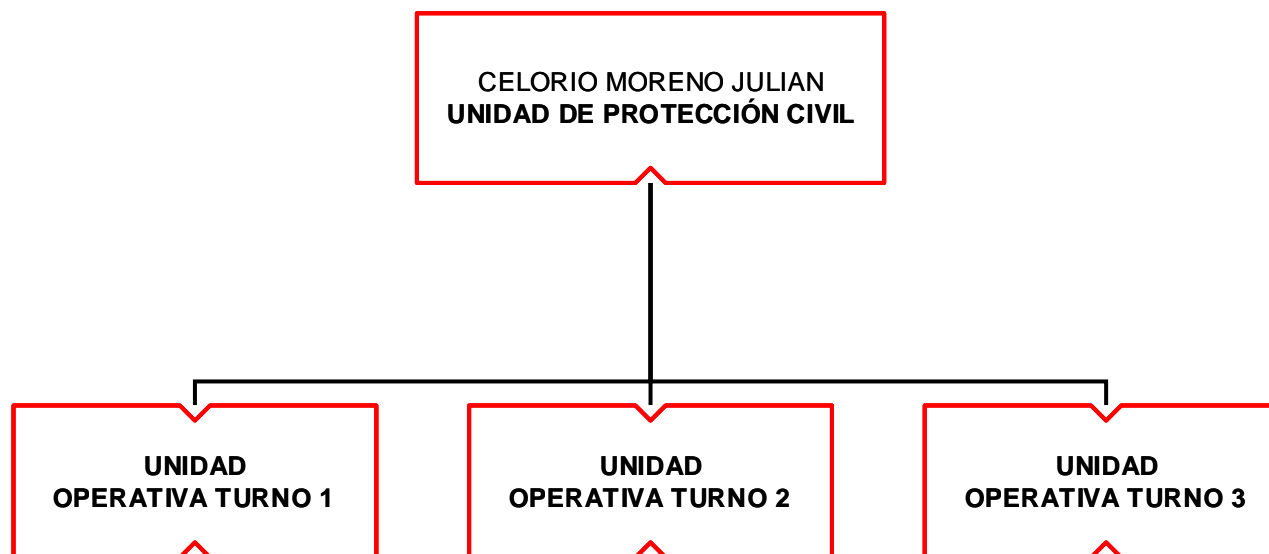 CELORIO MORENO JULIAN
UNIDAD DE PROTECCIÓN CIVIL
UNIDAD
OPERATIVA TURNO 1
UNIDAD
OPERATIVA TURNO 2
UNIDAD
OPERATIVA TURNO 3